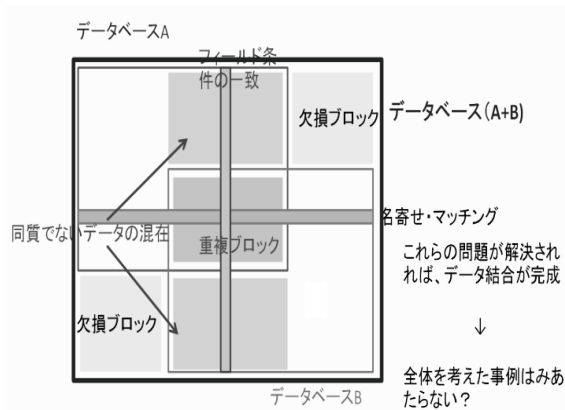 データベースA
フィールド条
件の一致
欠損ブロック
データベース(A+B)
名寄せ・マッチング
同質でないデータの混在
重複ブロック
これらの問題が解決され
れば、データ結合が完成
欠損ブロック
↓
全体を考えた事例はみあ
たらない?
データベースB